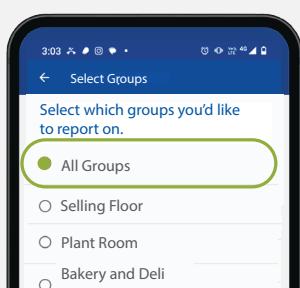 3:03
Select Groups
Select which groups you'd like
to report on.
All Groups
Selling Floor
Plant Room
Bakery and Deli